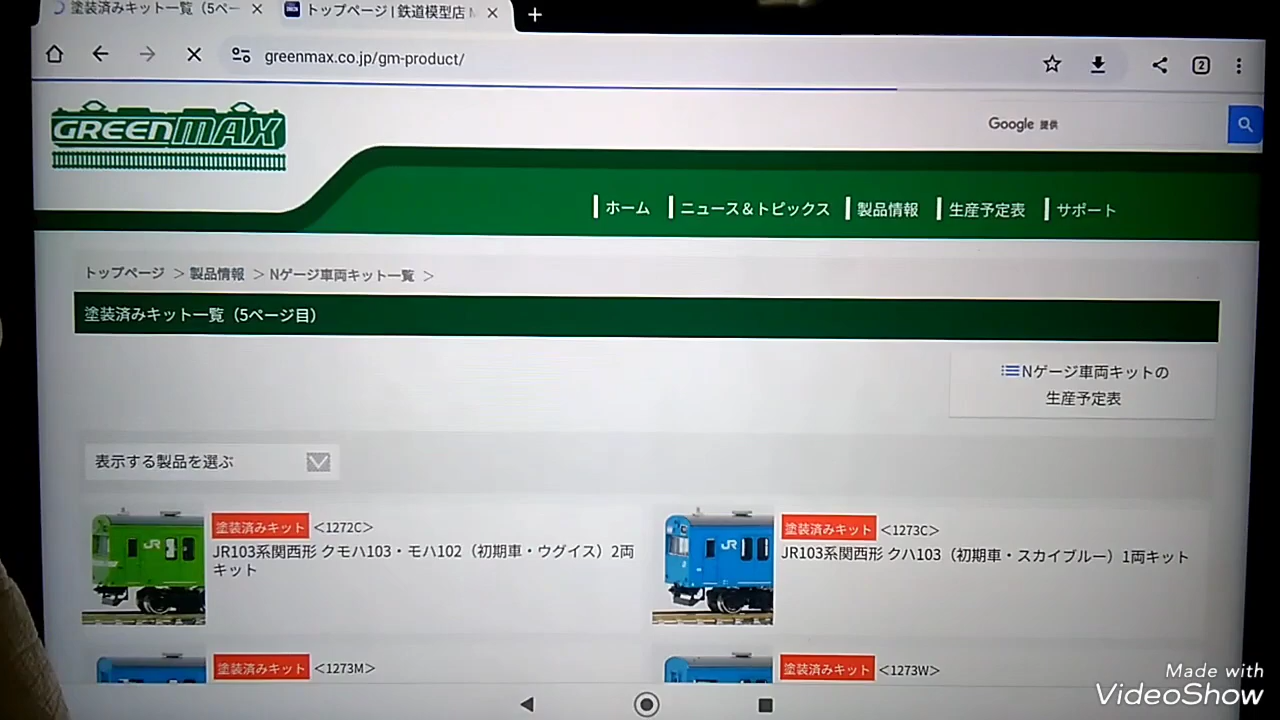 塗装済みキット一覧（5ペー
トップページ | 鉄道模型店
greenmax.co.jp/gm-product/
2
GREENMAX
Google 提供
ホーム
ニュース＆トピックス
製品情報
生産予定表
サポート
トップページ ＞製品情報 ＞Nゲージ車両キット一覧 ＞
塗装済みキット一覧（5ページ目）
Nゲージ車両キットの
生産予定表
表示する製品を選ぶ
塗装済みキット <1272C>
JR103系関西形 クモハ103・モハ102（初期車・ウグイス）2両
キット
JR
塗装済みキット <1273C>
JR103系関西形 クハ103（初期車・スカイブルー）1両キット
JR
塗装済みキット <1273M>
塗装済みキット <1273W>
Made with
VideoShow